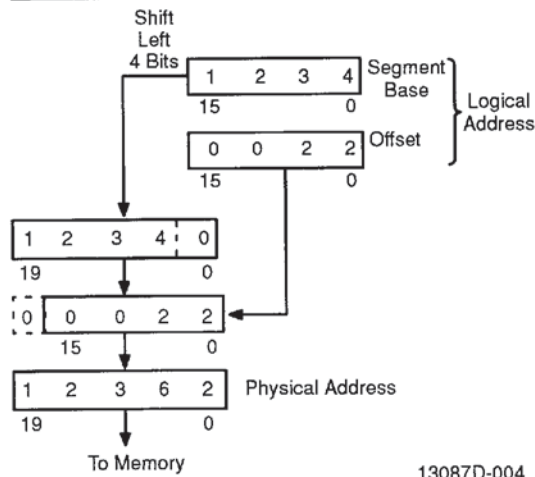 Shift
Left
4 Bits
1 2 3 4
Segment
Base
15 0
Logical
Address
0 0 2 2
Offset
15 0
1 2 3 4 0
19 0
0 0 0 2 2
15 0
1 2 3 6 2
Physical Address
19 0
To Memory
13087D-004